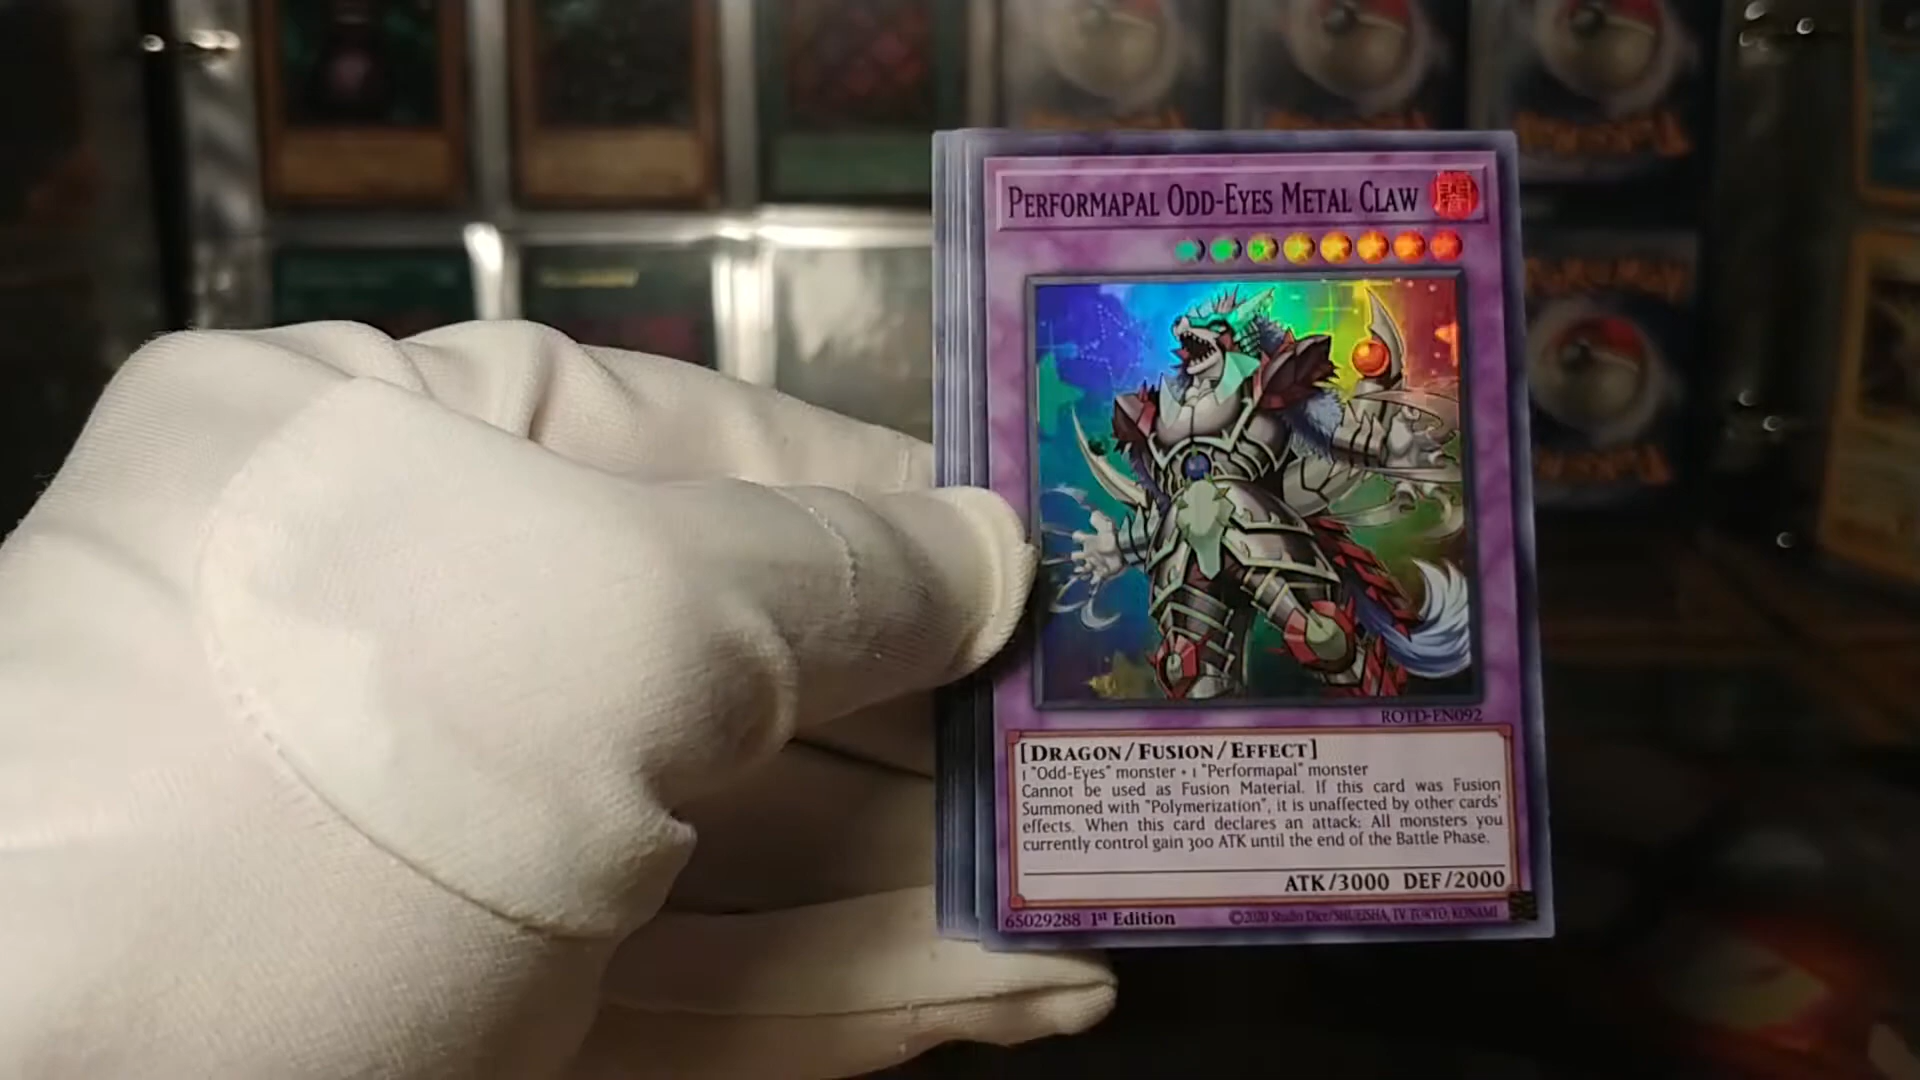 PERFORMAPAL ODD-EYES METAL CLAW
闇
ROTD-EN092
[DRAGON/FUSION/EFFECT]
1 "Odd-Eyes" monster + 1 "Performapal" monster
Cannot be used as Fusion Material. If this card was Fusion
Summoned with "Polymerization", it is unaffected by other cards'
effects. When this card declares an attack: All monsters you
currently control gain 300 ATK until the end of the Battle Phase.
ATK/3000 DEF/2000
65029288 1st Edition ©2020 Studio Dice/SHUEISHA, TV TOKYO, KONAMI